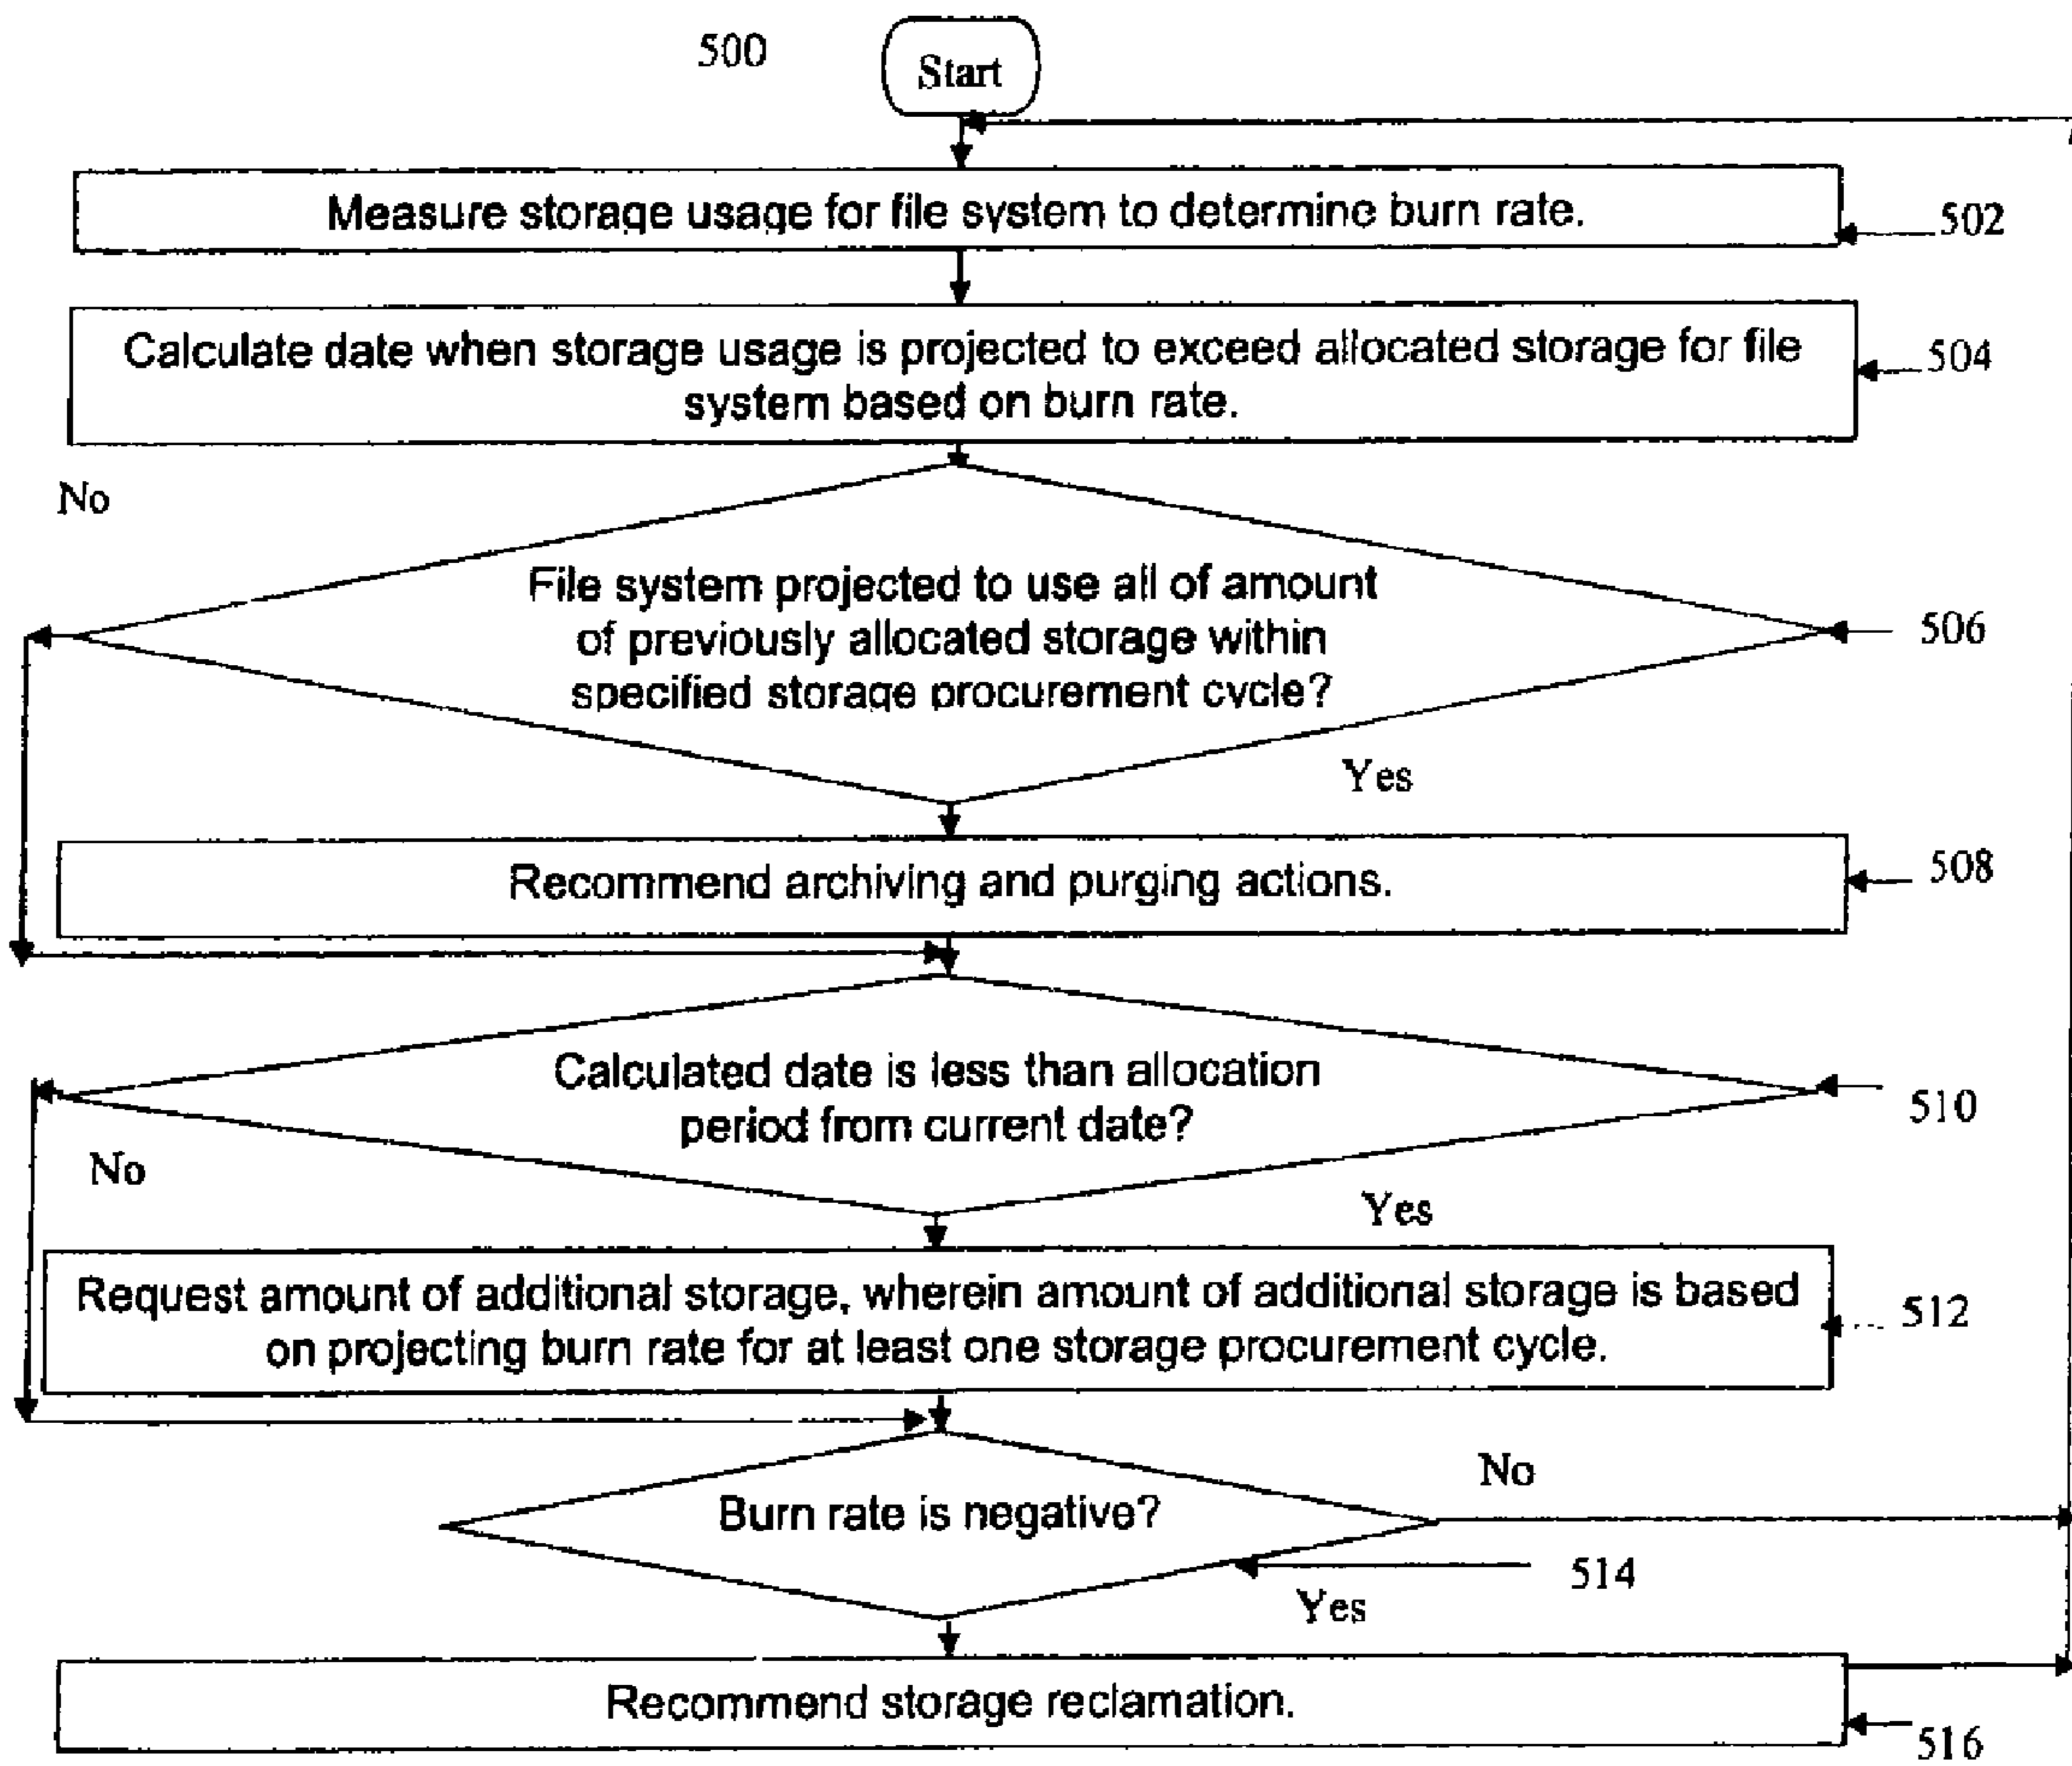 500
Start
Measure storage usage for file system to determine burn rate.
502
Calculate date when storage usage is projected to exceed allocated storage for file
system based on burn rate.
504
No
File system projected to use all of amount
of previously allocated storage within
specified storage procurement cycle?
506
Yes
Recommend archiving and purging actions.
508
Calculated date is less than allocation
period from current date?
510
No
Yes
Request amount of additional storage, wherein amount of additional storage is based
on projecting burn rate for at least one storage procurement cycle.
512
No
Burn rate is negative?
514
Yes
Recommend storage reclamation.
516